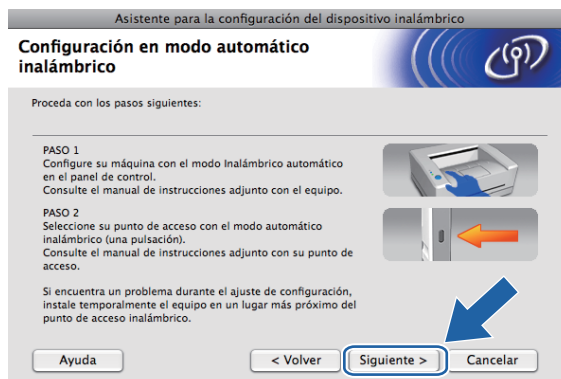 Asistente para la configuración del dispositivo inalámbrico
Configuración en modo automático
inalámbrico
Proceda con los pasos siguientes:
PASO 1
Configure su máquina con el modo Inalámbrico automático
en el panel de control.
Consulte el manual de instrucciones adjunto con el equipo.
PASO 2
Seleccione su punto de acceso con el modo automático
inalámbrico (una pulsación).
Consulte el manual de instrucciones adjunto con su punto de
acceso.
Si encuentra un problema durante el ajuste de configuración,
instale temporalmente el equipo en un lugar más próximo del
punto de acceso inalámbrico.
Ayuda < Volver Siguiente > Cancelar